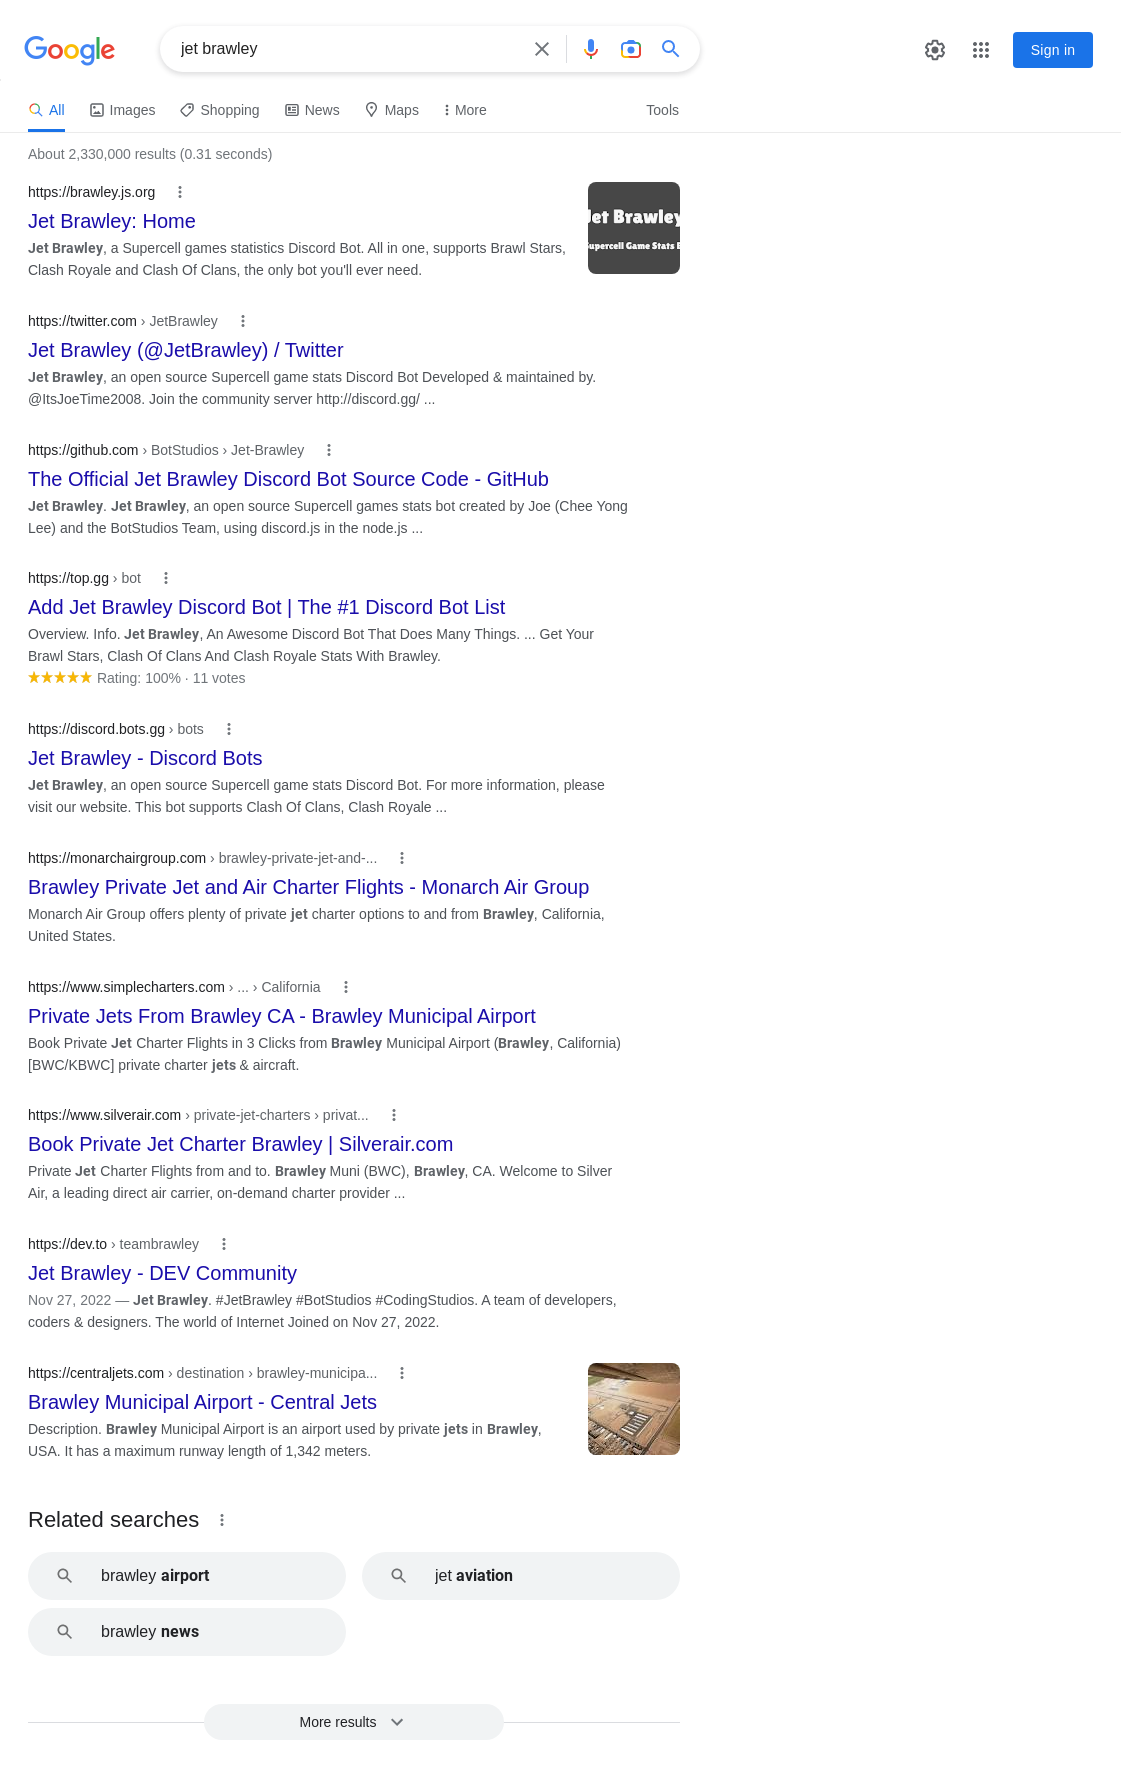 Google
jet brawley
Sign in
All
Images
Shopping
News
Maps
More
Tools
About 2,330,000 results (0.31 seconds)
https://brawley.js.org
Jet Brawley: Home
Jet Brawley, a Supercell games statistics Discord Bot. All in one, supports Brawl Stars,
Clash Royale and Clash Of Clans, the only bot you'll ever need.
Jet Brawley
Supercell Game Stats B
https://twitter.com › JetBrawley
Jet Brawley (@JetBrawley) / Twitter
Jet Brawley, an open source Supercell game stats Discord Bot Developed & maintained by.
@ItsJoeTime2008. Join the community server http://discord.gg/ ...
https://github.com › BotStudios › Jet-Brawley
The Official Jet Brawley Discord Bot Source Code - GitHub
Jet Brawley. Jet Brawley, an open source Supercell games stats bot created by Joe (Chee Yong
Lee) and the BotStudios Team, using discord.js in the node.js ...
https://top.gg › bot
Add Jet Brawley Discord Bot | The #1 Discord Bot List
Overview. Info. Jet Brawley, An Awesome Discord Bot That Does Many Things. ... Get Your
Brawl Stars, Clash Of Clans And Clash Royale Stats With Brawley.
Rating: 100% · 11 votes
https://discord.bots.gg › bots
Jet Brawley - Discord Bots
Jet Brawley, an open source Supercell game stats Discord Bot. For more information, please
visit our website. This bot supports Clash Of Clans, Clash Royale ...
https://monarchairgroup.com › brawley-private-jet-and-...
Brawley Private Jet and Air Charter Flights - Monarch Air Group
Monarch Air Group offers plenty of private jet charter options to and from Brawley, California,
United States.
https://www.simplecharters.com › ... › California
Private Jets From Brawley CA - Brawley Municipal Airport
Book Private Jet Charter Flights in 3 Clicks from Brawley Municipal Airport (Brawley, California)
[BWC/KBWC] private charter jets & aircraft.
https://www.silverair.com › private-jet-charters › privat...
Book Private Jet Charter Brawley | Silverair.com
Private Jet Charter Flights from and to. Brawley Muni (BWC), Brawley, CA. Welcome to Silver
Air, a leading direct air carrier, on-demand charter provider ...
https://dev.to › teambrawley
Jet Brawley - DEV Community
Nov 27, 2022 — Jet Brawley. #JetBrawley #BotStudios #CodingStudios. A team of developers,
coders & designers. The world of Internet Joined on Nov 27, 2022.
https://centraljets.com › destination › brawley-municipa...
Brawley Municipal Airport - Central Jets
Description. Brawley Municipal Airport is an airport used by private jets in Brawley,
USA. It has a maximum runway length of 1,342 meters.
Related searches
brawley airport
jet aviation
brawley news
More results